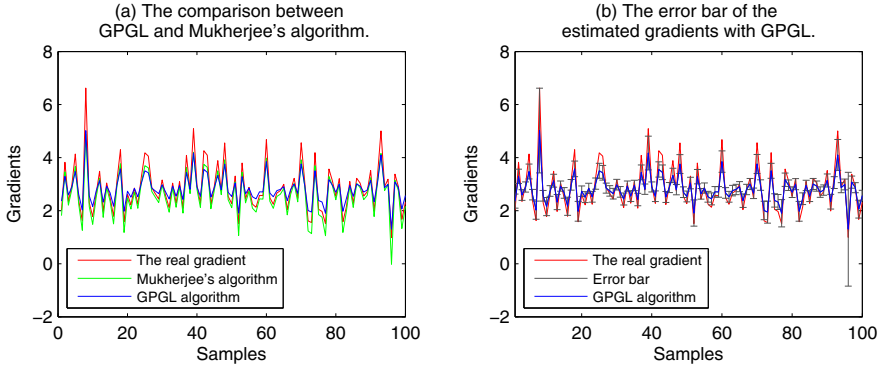 (a) The comparison between
GPGL and Mukherjee's algorithm.
8
6
4
2
0
−2
Gradients
The real gradient
Mukherjee's algorithm
GPGL algorithm
0 20 40 60 80 100
Samples
(b) The error bar of the
estimated gradients with GPGL.
8
6
4
2
0
−2
Gradients
The real gradient
Error bar
GPGL algorithm
20 40 60 80 100
Samples